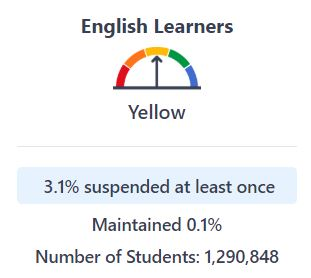 English Learners
Yellow
3.1% suspended at least once
Maintained 0.1%
Number of Students: 1,290,848